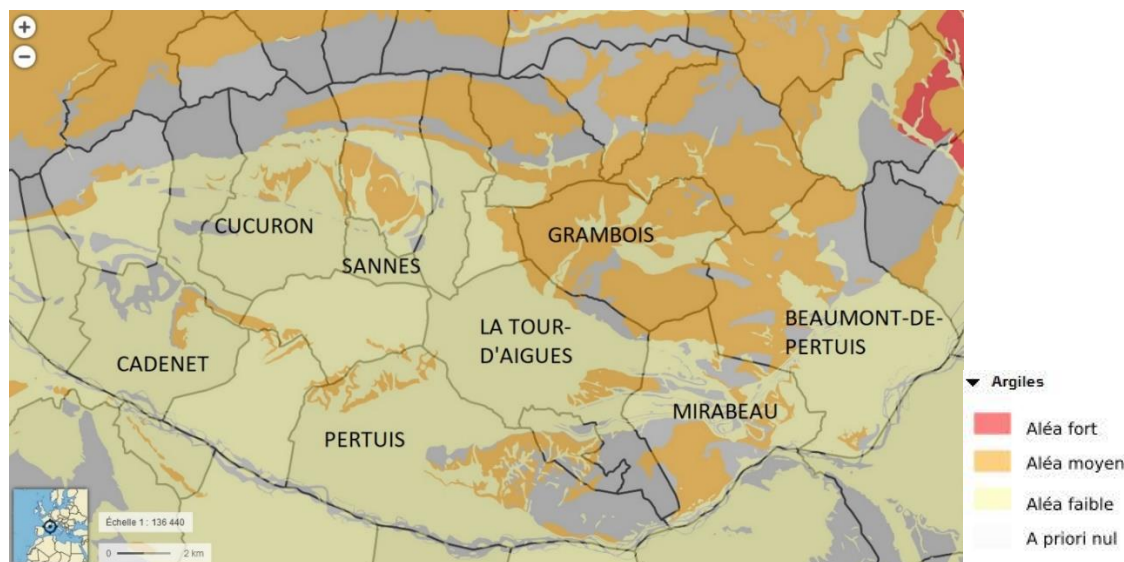 +
−
CUCURON
GRAMBOIS
SANNES
LA TOUR-
D'AIGUES
BEAUMONT-DE-
PERTUIS
CADENET
MIRABEAU
PERTUIS
Échelle 1 : 136 440
0 2 km
Argiles
Aléa fort
Aléa moyen
Aléa faible
A priori nul